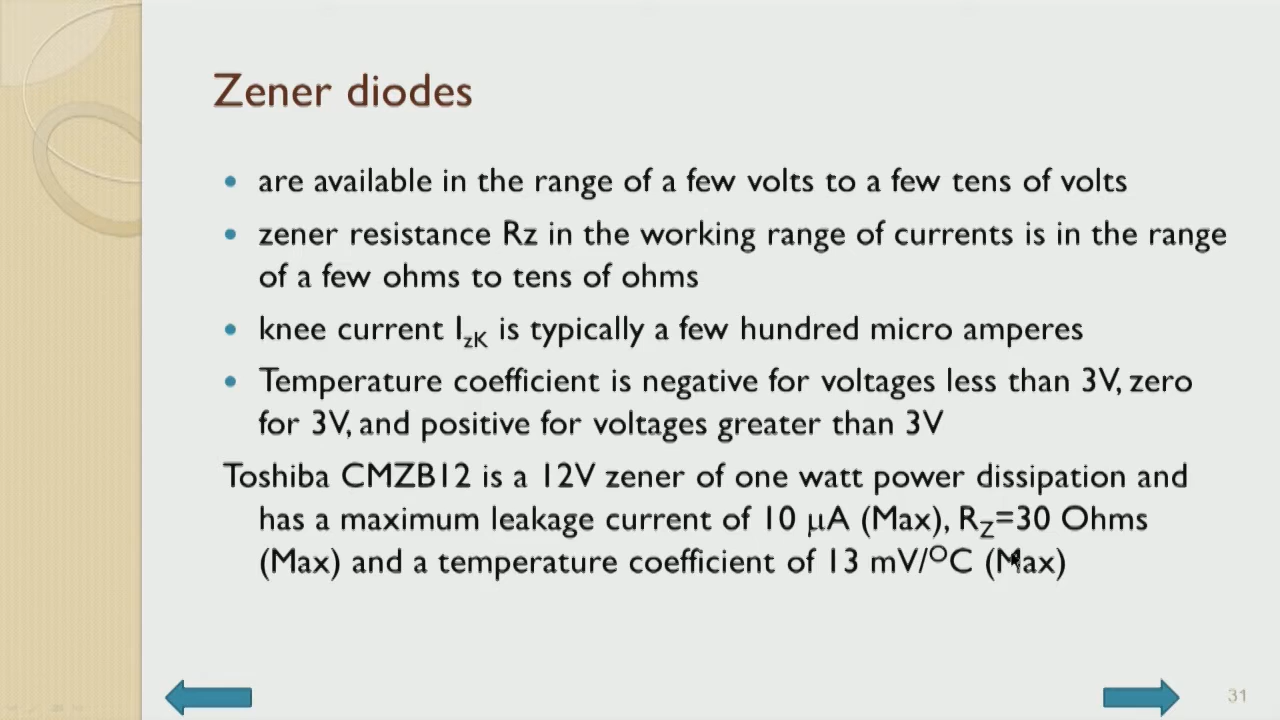 Zener diodes
• are available in the range of a few volts to a few tens of volts
• zener resistance Rz in the working range of currents is in the range
of a few ohms to tens of ohms
• knee current IzK is typically a few hundred micro amperes
• Temperature coefficient is negative for voltages less than 3V, zero
for 3V, and positive for voltages greater than 3V
Toshiba CMZB12 is a 12V zener of one watt power dissipation and
has a maximum leakage current of 10 μA (Max), RZ=30 Ohms
(Max) and a temperature coefficient of 13 mV/OC (Max)
31